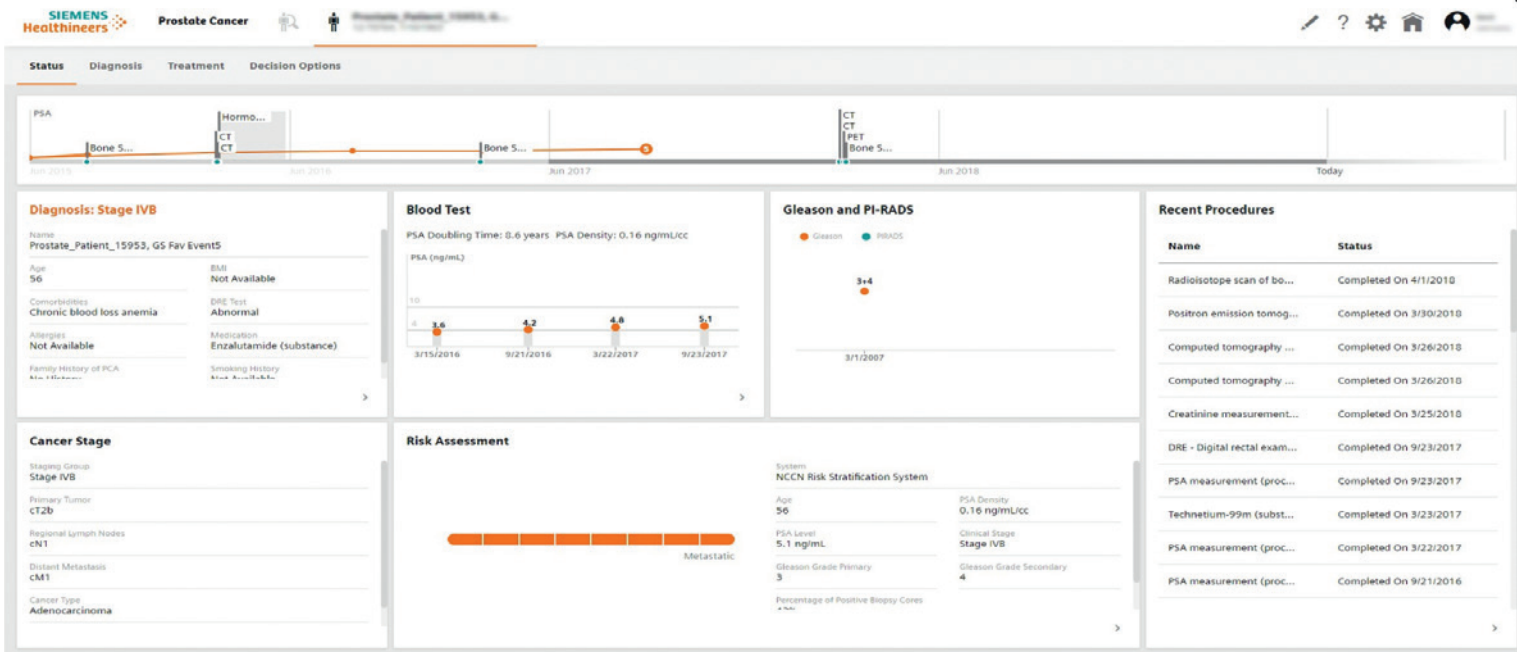 SIEMENS
Healthineers
Prostate Cancer
Status Diagnosis Treatment Decision Options
PSA
Bone S...
Hormo...
CT
CT
Bone S...
5
CT
CT
PET
Bone S...
Jun 2015 Jun 2016 Jun 2017 Jun 2018 Today
Diagnosis: Stage IVB
Name
Prostate_Patient_15953, GS Fav Event5
Age BMI
56 Not Available
Comorbidities DRE Test
Chronic blood loss anemia Abnormal
Allergies Medication
Not Available Enzalutamide (substance)
Family History of PCA Smoking History
No History Not Available
Blood Test
PSA Doubling Time: 8.6 years PSA Density: 0.16 ng/mL/cc
PSA (ng/mL)
10
4
3.6 4.2 4.8 5.1
3/15/2016 9/21/2016 3/22/2017 9/23/2017
Gleason and PI-RADS
Gleason PIRADS
3+4
3/1/2007
Recent Procedures
Name Status
Radioisotope scan of bo... Completed On 4/1/2018
Positron emission tomog... Completed On 3/30/2018
Computed tomography ... Completed On 3/26/2018
Computed tomography ... Completed On 3/26/2018
Creatinine measurement... Completed On 3/25/2018
DRE - Digital rectal exam... Completed On 9/23/2017
PSA measurement (proc... Completed On 9/23/2017
Technetium-99m (subst... Completed On 3/23/2017
PSA measurement (proc... Completed On 3/22/2017
PSA measurement (proc... Completed On 9/21/2016
Cancer Stage
Staging Group
Stage IVB
Primary Tumor
cT2b
Regional Lymph Nodes
cN1
Distant Metastasis
cM1
Cancer Type
Adenocarcinoma
Risk Assessment
Metastatic
System
NCCN Risk Stratification System
Age PSA Density
56 0.16 ng/mL/cc
PSA Level Clinical Stage
5.1 ng/mL Stage IVB
Gleason Grade Primary Gleason Grade Secondary
3 4
Percentage of Positive Biopsy Cores